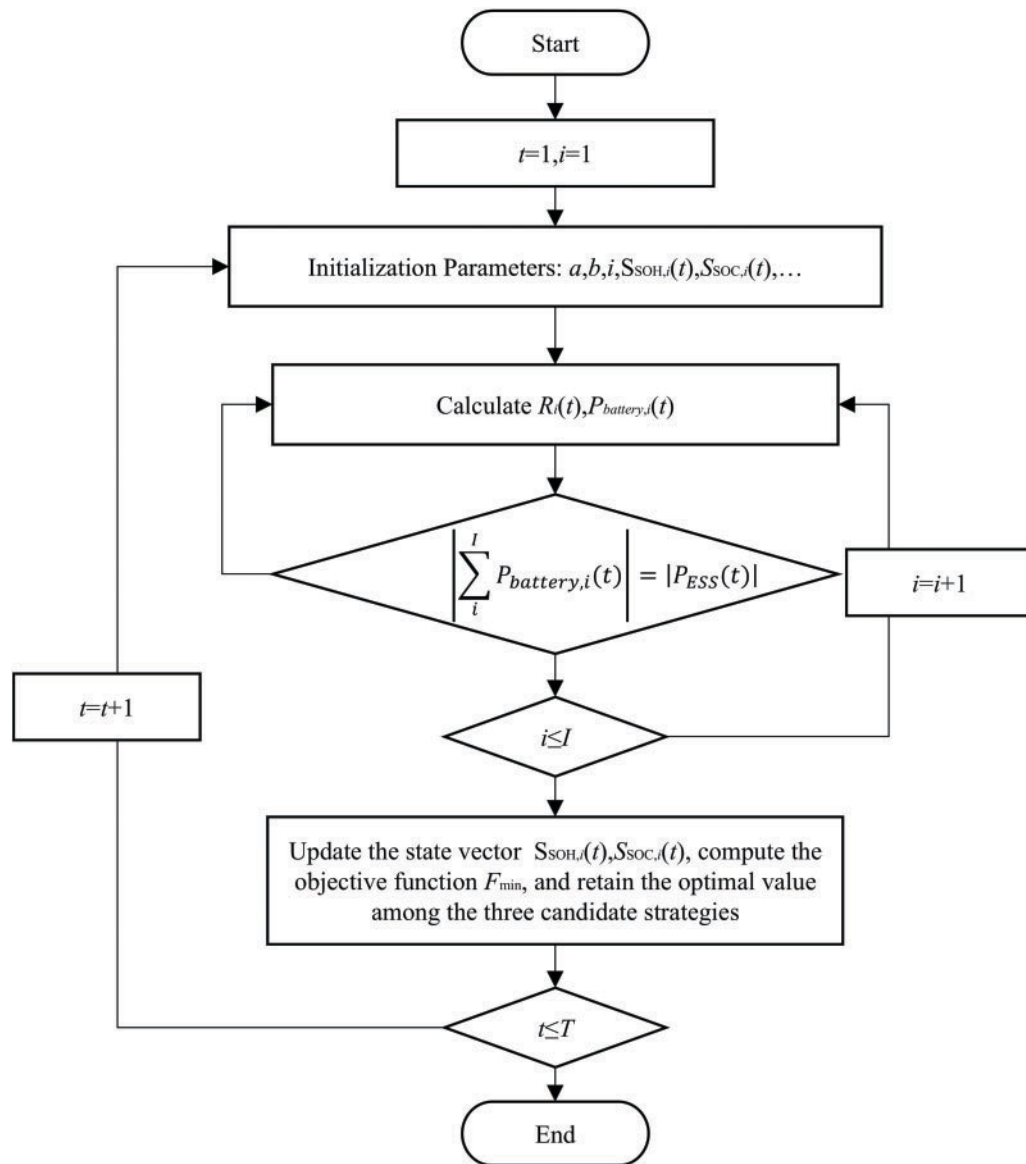 Start
t=1,i=1
Initialization Parameters: a,b,i,SSOH,i(t),SSOC,i(t),…
Calculate Ri(t),Pbattery,i(t)
|∑_i^I Pbattery,i(t)| = |PESS(t)|
i=i+1
t=t+1
i≤I
Update the state vector SSOH,i(t),SSOC,i(t), compute the
objective function Fmin, and retain the optimal value
among the three candidate strategies
t≤T
End